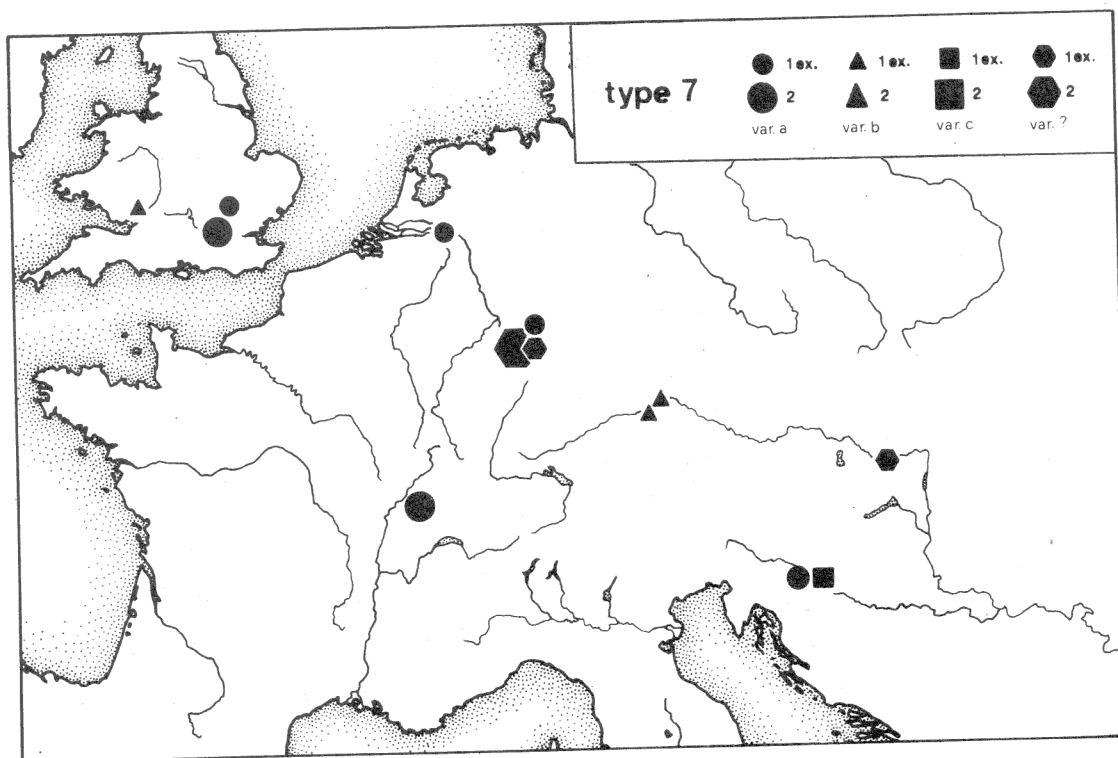 type 7
1ex. 1ex. 1ex. 1ex.
2 2 2 2
var. a var. b var. c var. ?